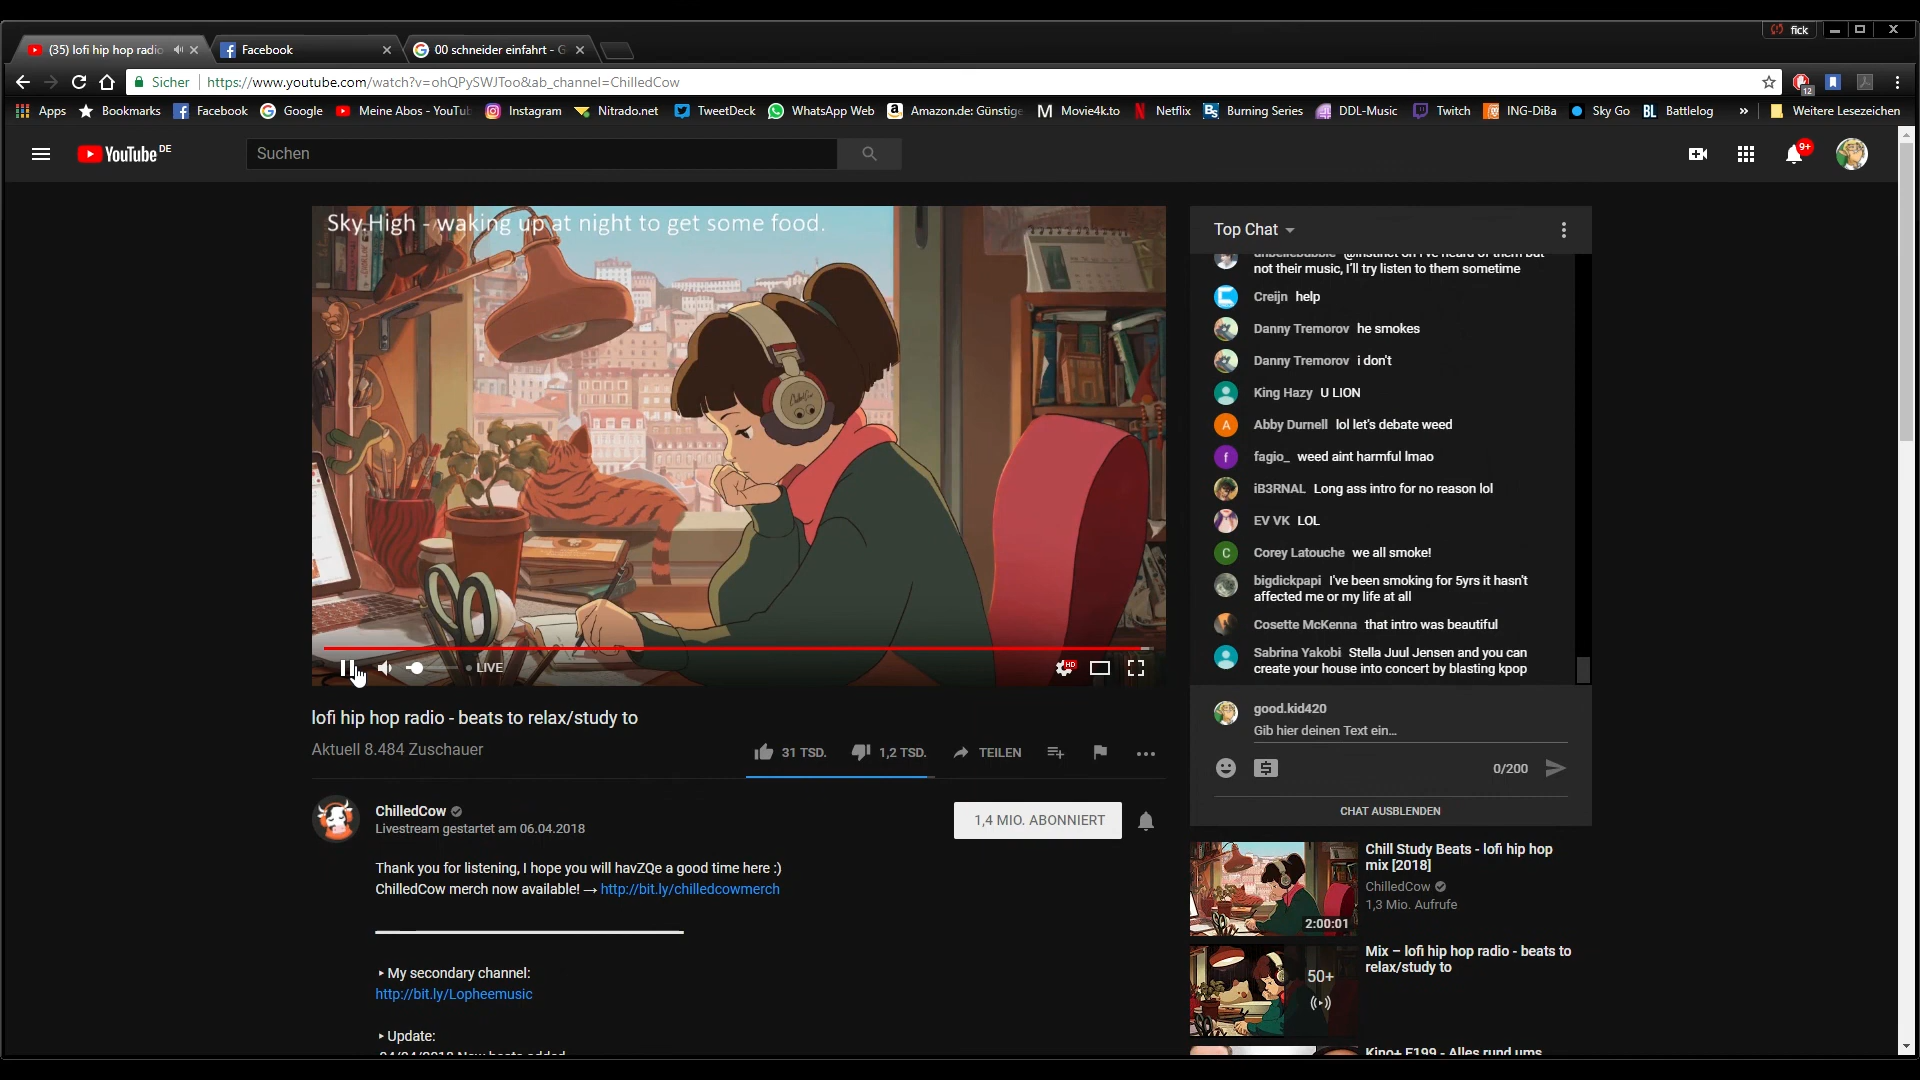 fick
(35) lofi hip hop radio
Facebook
00 schneider einfahrt - G
Sicher
https://www.youtube.com/watch?v=ohQPySWJToo&ab_channel=ChilledCow
12
Apps
Bookmarks
Facebook
Google
Meine Abos - YouTu
Instagram
Nitrado.net
TweetDeck
WhatsApp Web
Amazon.de: Günstige
Movie4k.to
Netflix
Burning Series
DDL-Music
Twitch
ING-DiBa
Sky Go
BL Battlelog
»
Weitere Lesezeichen
YouTube DE
Suchen
9+
Sky.High - waking up at night to get some food.
LIVE
HD
lofi hip hop radio - beats to relax/study to
Aktuell 8.484 Zuschauer
31 TSD.
1,2 TSD.
TEILEN
ChilledCow
Livestream gestartet am 06.04.2018
1,4 MIO. ABONNIERT
Thank you for listening, I hope you will havZQe a good time here :)
ChilledCow merch now available! → http://bit.ly/chilledcowmerch
‣ My secondary channel:
http://bit.ly/Lopheemusic
‣ Update:
Top Chat
not their music, I'll try listen to them sometime
Creijn help
Danny Tremorov he smokes
Danny Tremorov i don't
King Hazy U LION
Abby Durnell lol let's debate weed
fagio_ weed aint harmful lmao
iB3RNAL Long ass intro for no reason lol
EV VK LOL
Corey Latouche we all smoke!
bigdickpapi I've been smoking for 5yrs it hasn't
affected me or my life at all
Cosette McKenna that intro was beautiful
Sabrina Yakobi Stella Juul Jensen and you can
create your house into concert by blasting kpop
good.kid420
Gib hier deinen Text ein...
0/200
CHAT AUSBLENDEN
2:00:01
Chill Study Beats - lofi hip hop
mix [2018]
ChilledCow
1,3 Mio. Aufrufe
50+
Mix – lofi hip hop radio - beats to
relax/study to
Kino+ F199 - Alles rund ums